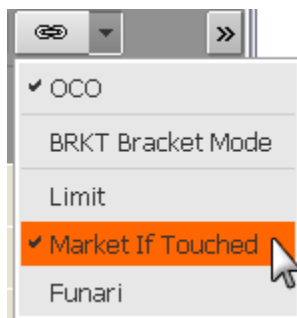 »
OCO
BRKT Bracket Mode
Limit
Market If Touched
Funari